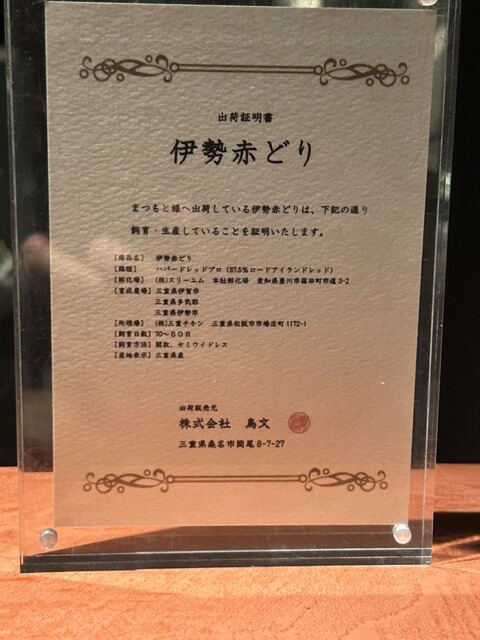 出荷証明書
伊勢赤どり
まつもと様へ出荷している伊勢赤どりは、下記の通り
飼育・生産していることを証明いたします。
【商品名】 伊勢赤どり
【鶏種】 ハバードレッドプロ（87.5％ロードアイランドレッド）
【孵化場】 （株）スリーエム 本社孵化場 愛知県豊川市篠田町市道3-2
【育成農場】三重県伊賀市
三重県多気郡
三重県伊勢市
【処理場】 （株）三重チキン 三重県松阪市市場庄町1172-1
【飼育日数】70～80日
【飼育方法】開放、セミウインドレス
【産地表示】三重県産
出荷販売元
株式会社 鳥文
三重県桑名市筒尾8-7-27